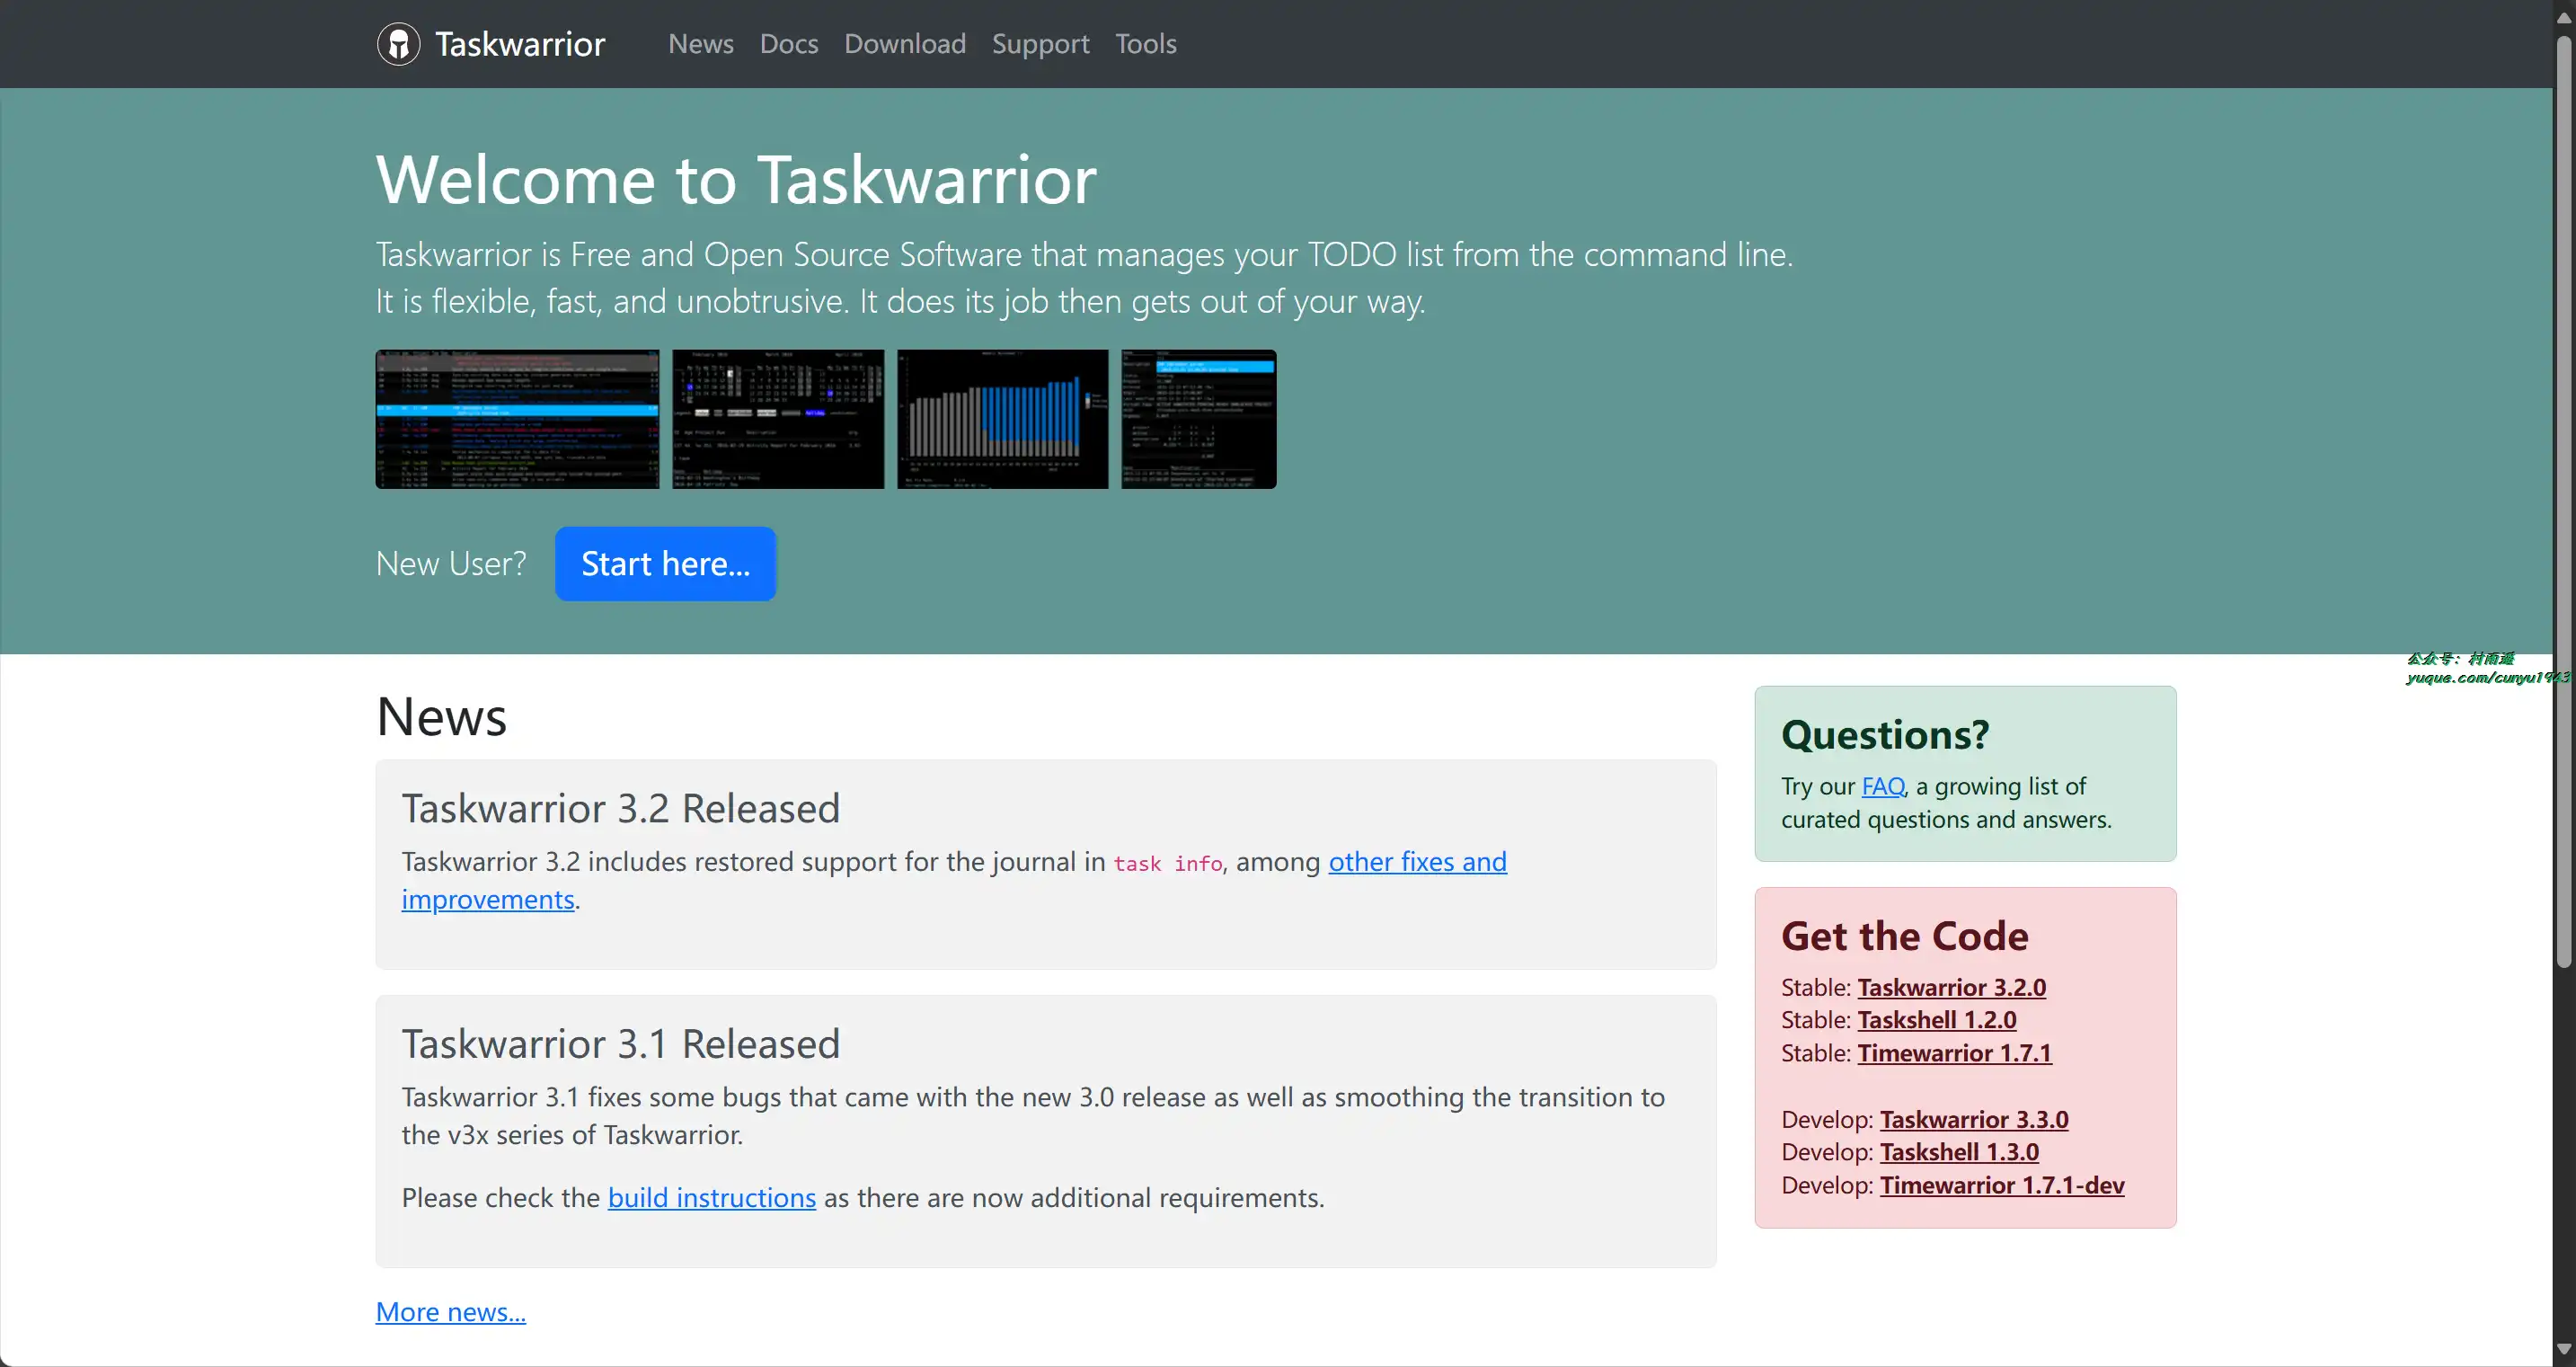 Taskwarrior News Docs Download Support Tools
Welcome to Taskwarrior
Taskwarrior is Free and Open Source Software that manages your TODO list from the command line.
It is flexible, fast, and unobtrusive. It does its job then gets out of your way.
New User? Start here...
公众号：村雨遥
yuque.com/cunyu1943
News
Taskwarrior 3.2 Released
Taskwarrior 3.2 includes restored support for the journal in task info, among other fixes and
improvements.
Taskwarrior 3.1 Released
Taskwarrior 3.1 fixes some bugs that came with the new 3.0 release as well as smoothing the transition to
the v3x series of Taskwarrior.
Please check the build instructions as there are now additional requirements.
More news...
Questions?
Try our FAQ, a growing list of
curated questions and answers.
Get the Code
Stable: Taskwarrior 3.2.0
Stable: Taskshell 1.2.0
Stable: Timewarrior 1.7.1
Develop: Taskwarrior 3.3.0
Develop: Taskshell 1.3.0
Develop: Timewarrior 1.7.1-dev